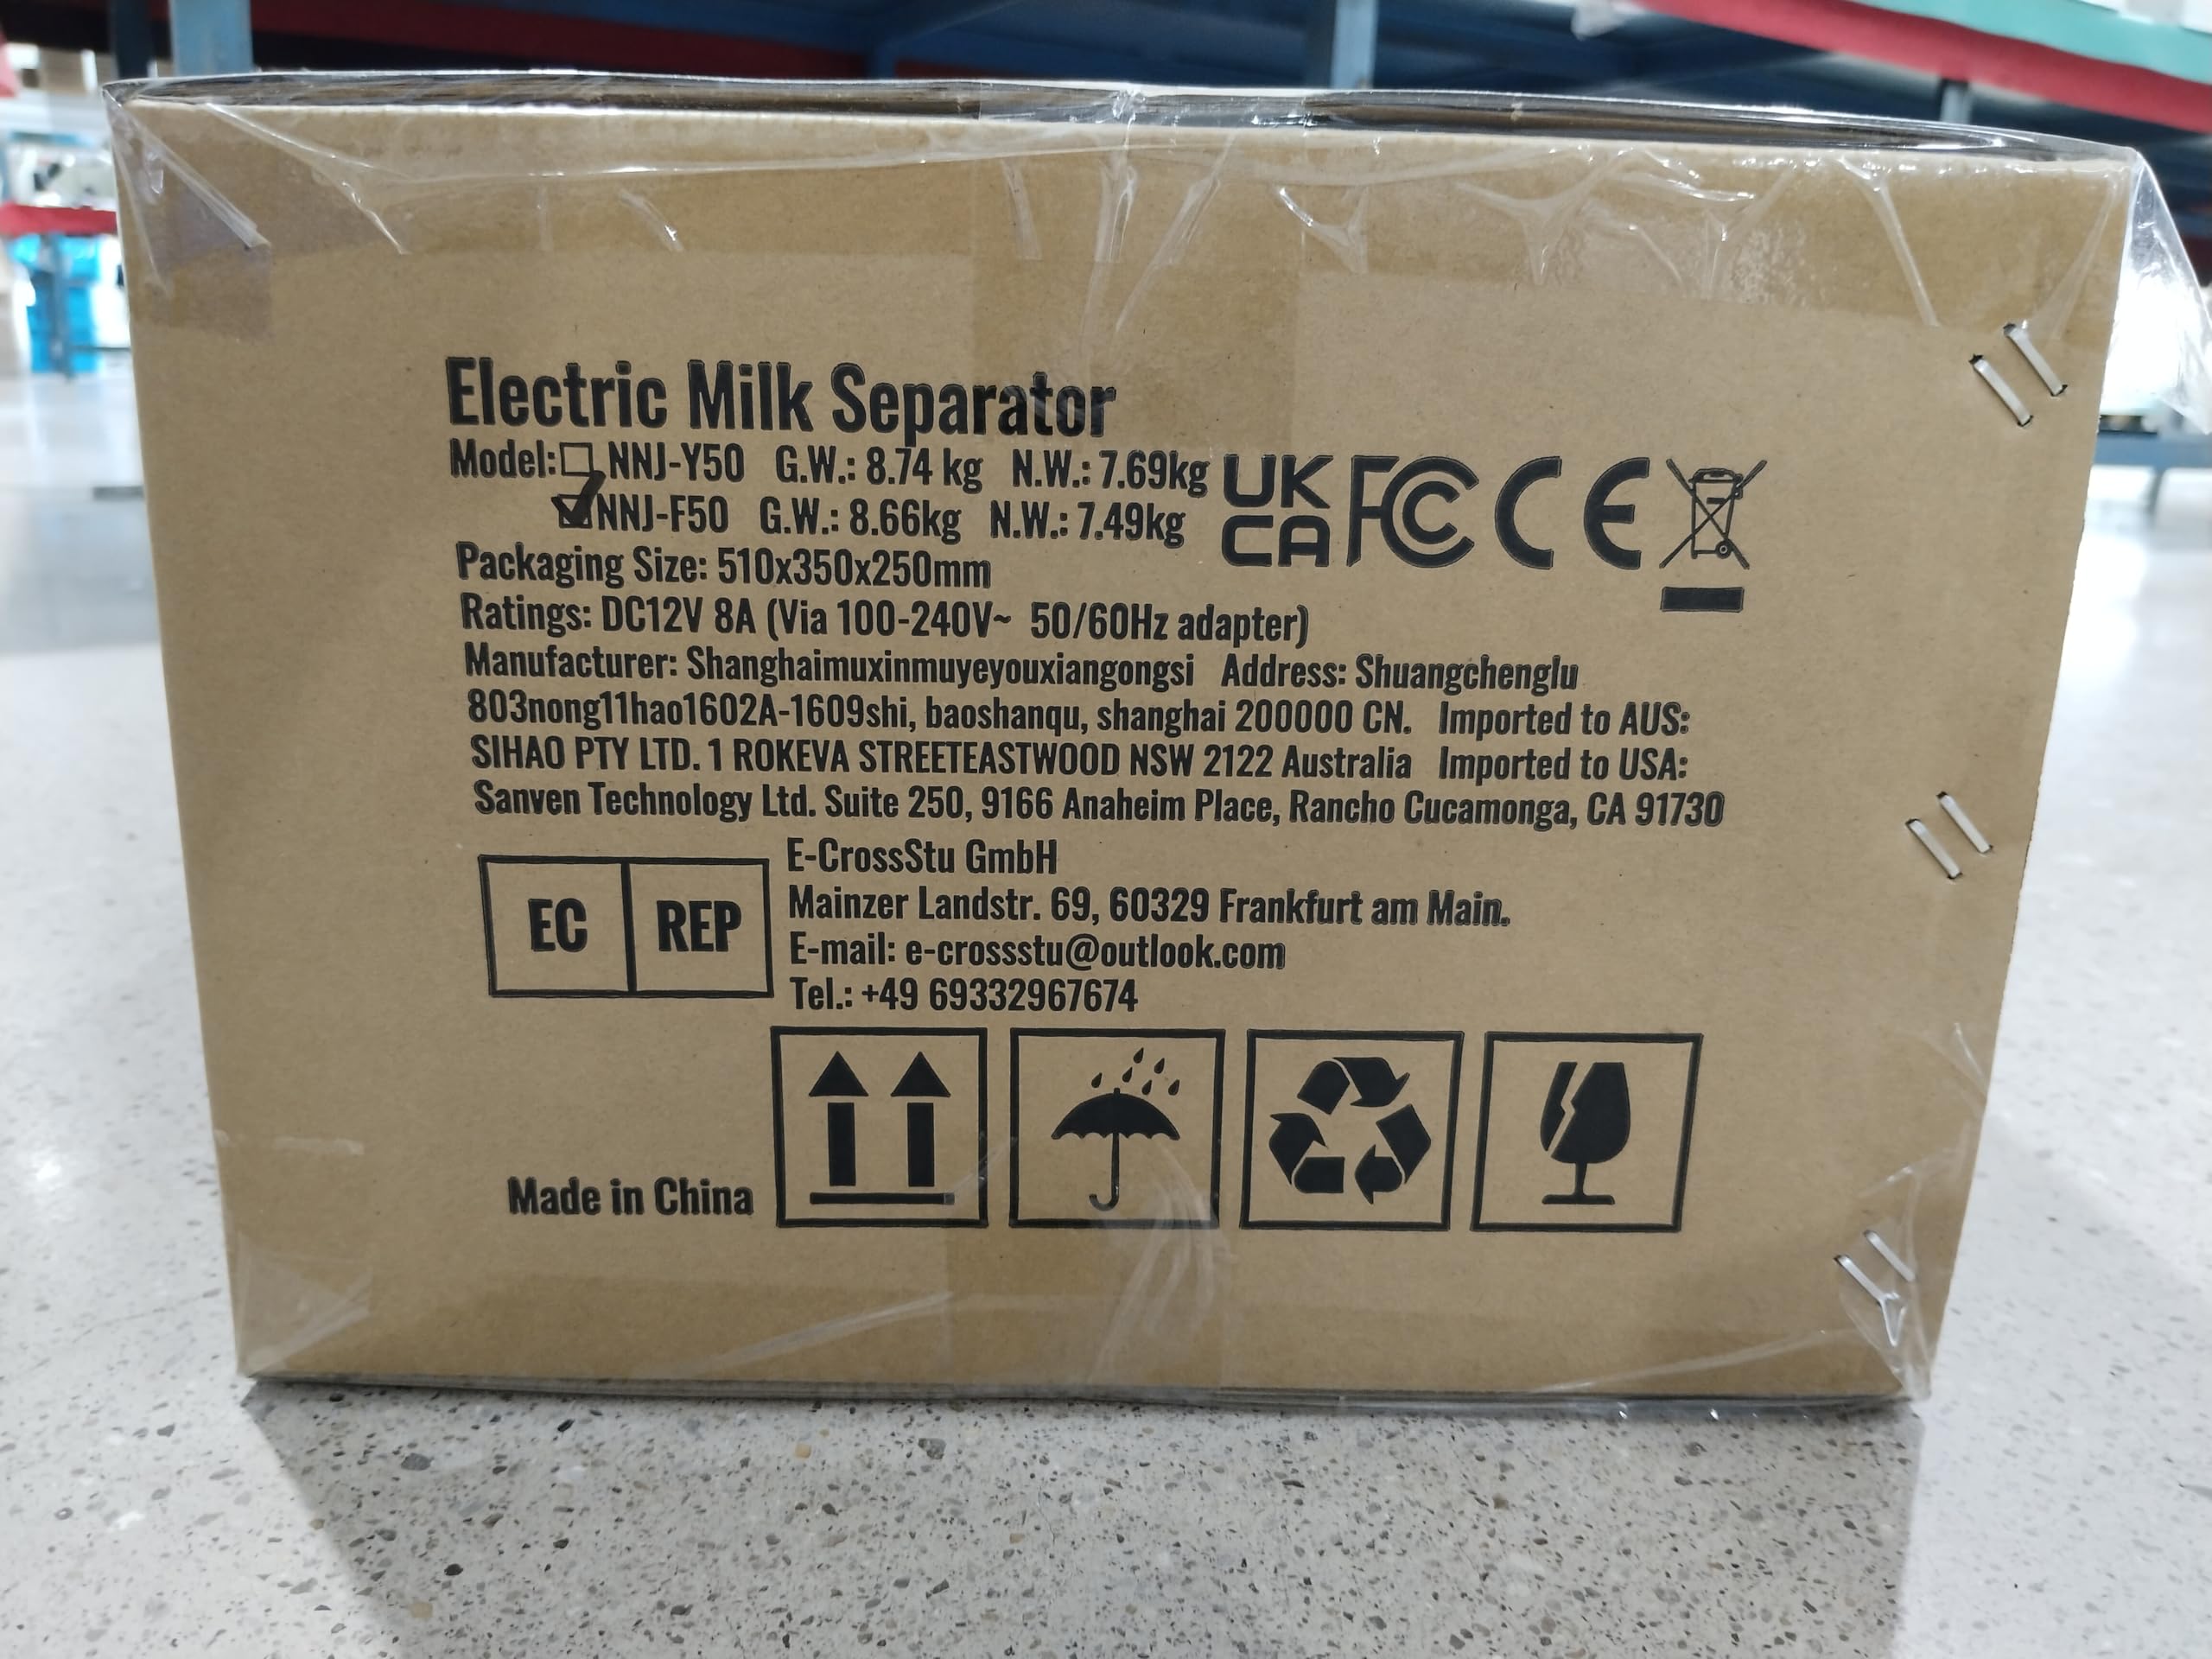 Electric Milk Separator
Model:☐ NNJ-Y50 G.W.: 8.74 kg N.W.: 7.69kg
☑NNJ-F50 G.W.: 8.66kg N.W.: 7.49kg
UK
CA
FC
CE
Packaging Size: 510x350x250mm
Ratings: DC12V 8A (Via 100-240V~ 50/60Hz adapter)
Manufacturer: Shanghaimuxinmuyeyouxiangongsi Address: Shuangchenglu
803nong11hao1602A-1609shi, baoshanqu, shanghai 200000 CN. Imported to AUS:
SIHAO PTY LTD. 1 ROKEVA STREETEASTWOOD NSW 2122 Australia Imported to USA:
Sanven Technology Ltd. Suite 250, 9166 Anaheim Place, Rancho Cucamonga, CA 91730
EC REP
E-CrossStu GmbH
Mainzer Landstr. 69, 60329 Frankfurt am Main.
E-mail: e-crossstu@outlook.com
Tel.: +49 69332967674
Made in China